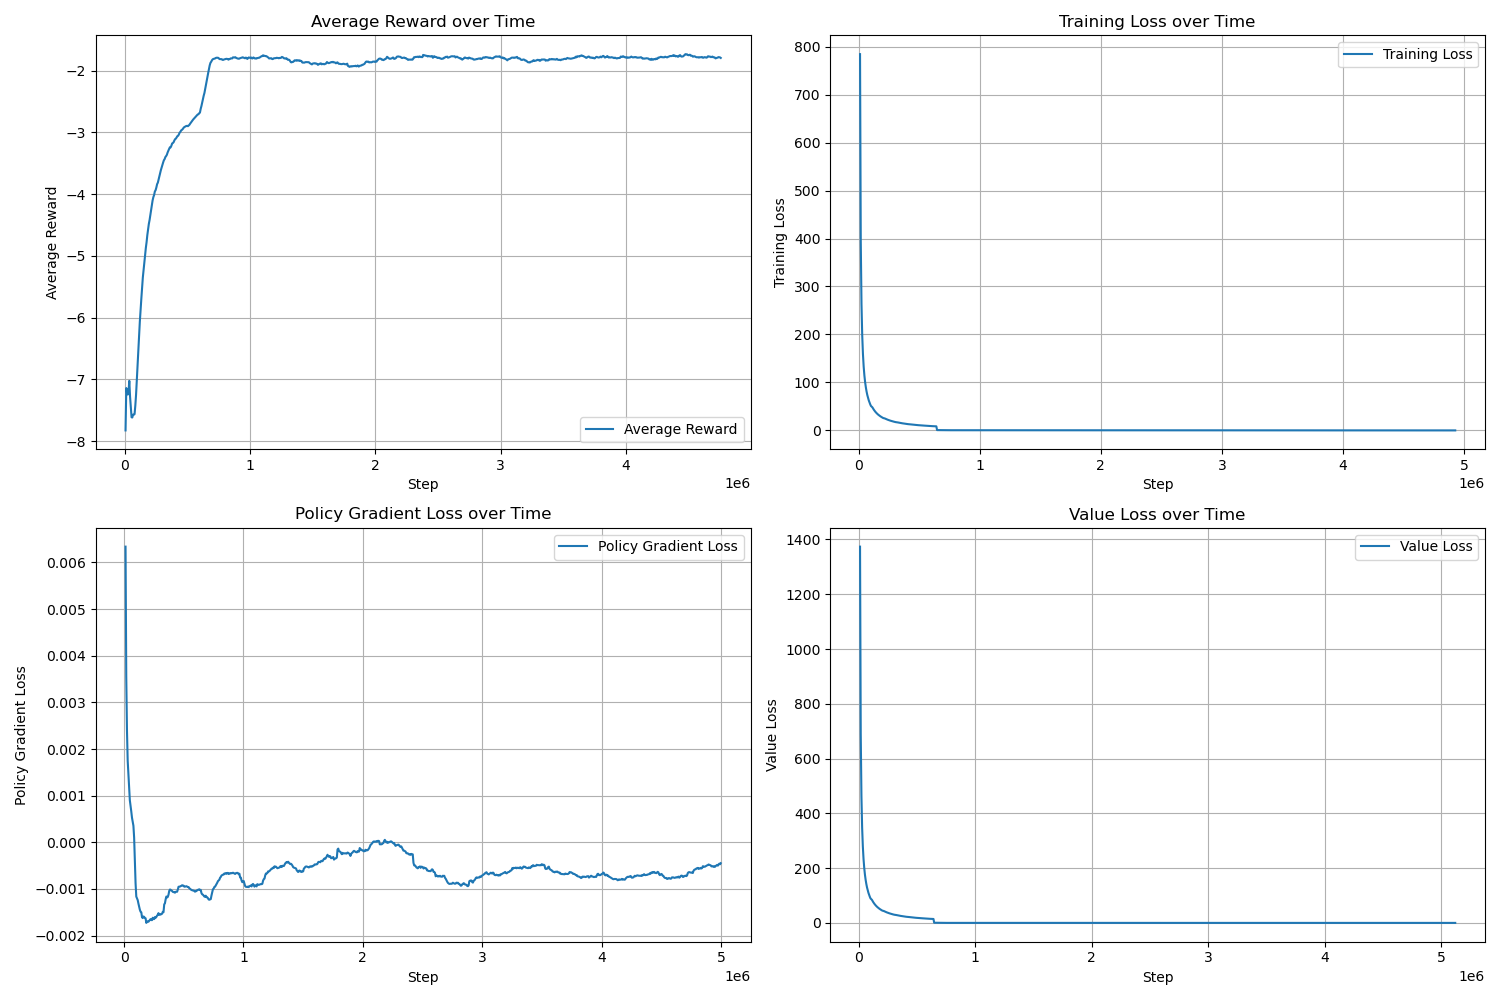 Average Reward over Time
Average Reward
−2
−3
−4
−5
−6
−7
−8
Average Reward
0 1 2 3 4
1e6
Step
Training Loss over Time
Training Loss
800
700
600
500
400
300
200
100
0
Training Loss
0 1 2 3 4 5
1e6
Step
Policy Gradient Loss over Time
Policy Gradient Loss
0.006
0.005
0.004
0.003
0.002
0.001
0.000
−0.001
−0.002
Policy Gradient Loss
0 1 2 3 4 5
1e6
Step
Value Loss over Time
Value Loss
1400
1200
1000
800
600
400
200
0
Value Loss
0 1 2 3 4 5
1e6
Step